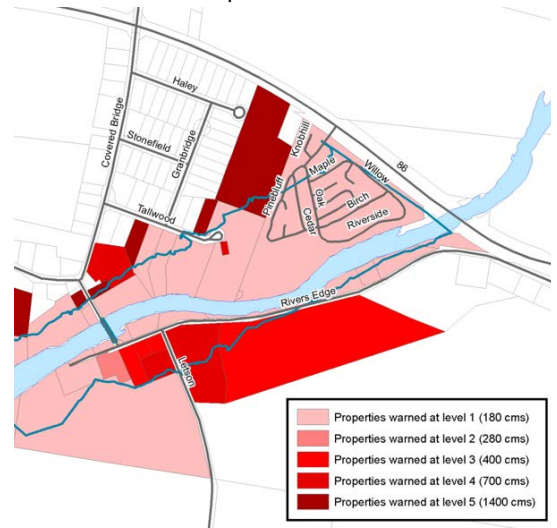 Haley
Covered Bridge
Stonefield
Granbridge
Tallwood
Knobhill
86
Willow
Maple
Pinebluff
Oak
Birch
Cedar
Riverside
Rivers Edge
Letson
Properties warned at level 1 (180 cms)
Properties warned at level 2 (280 cms)
Properties warned at level 3 (400 cms)
Properties warned at level 4 (700 cms)
Properties warned at level 5 (1400 cms)